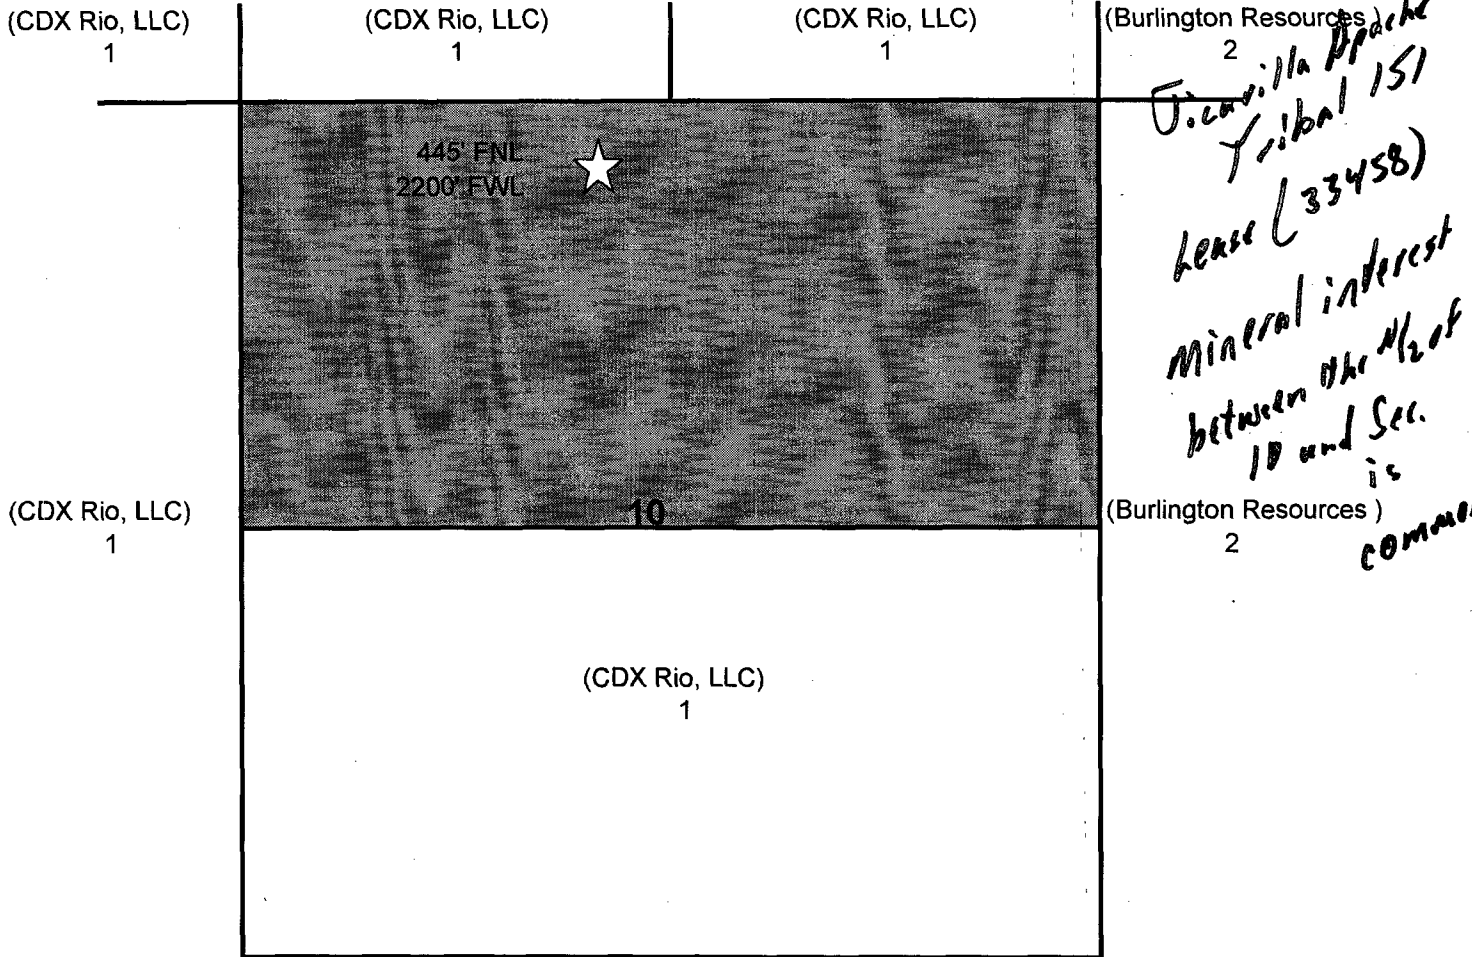 (CDX Rio, LLC)
1
(CDX Rio, LLC)
1
(CDX Rio, LLC)
1
(Burlington Resources )
2
445' FNL
2200' FWL
Jicarilla Apache
Tribal 151
Lease (33458)
Mineral interest
between the N/2 of
10 and Sec.
is
(CDX Rio, LLC)
1
10
(Burlington Resources )
2
(CDX Rio, LLC)
1